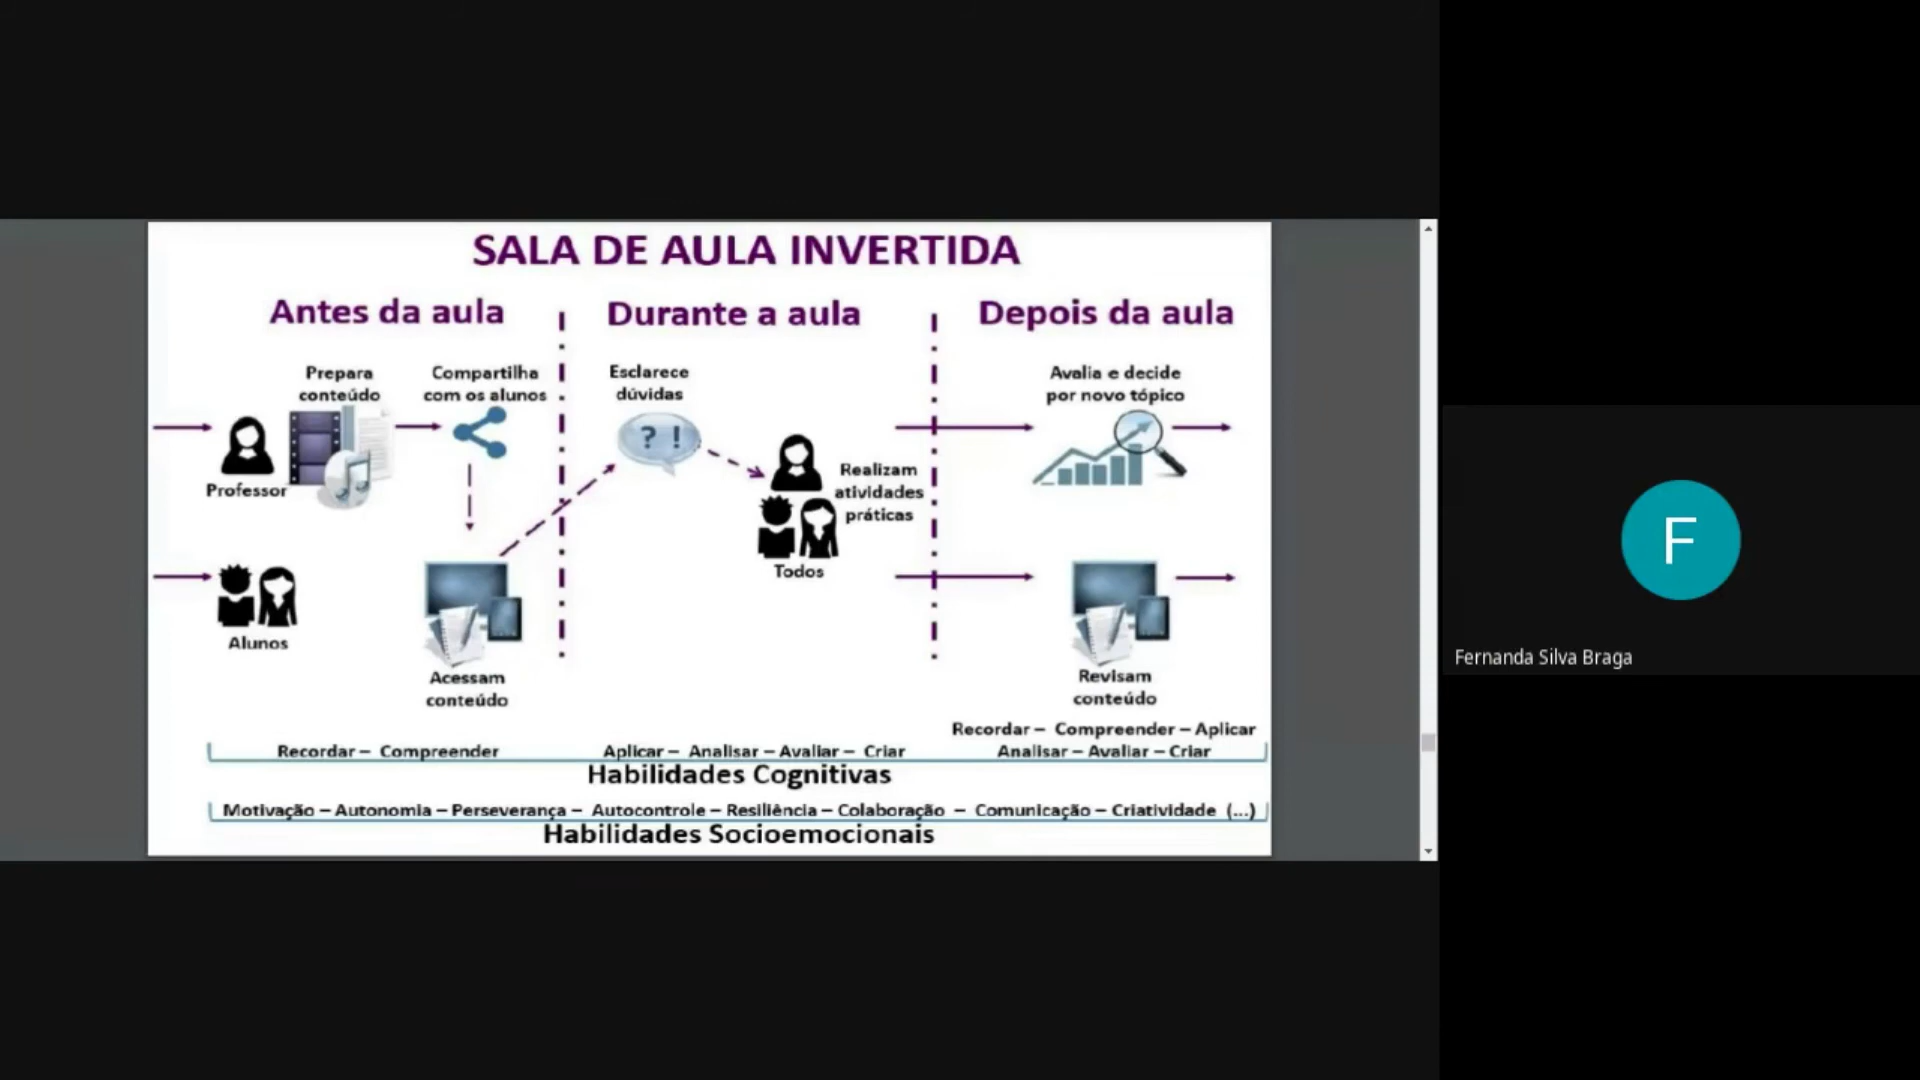 SALA DE AULA INVERTIDA
Antes da aula
Prepara
conteúdo
Compartilha
com os alunos
Professor
Alunos
Acessam
conteúdo
Durante a aula
Esclarece
dúvidas
? !
Realizam
atividades
práticas
Todos
Depois da aula
Avalia e decide
por novo tópico
Revisam
conteúdo
Recordar – Compreender
Aplicar – Analisar – Avaliar – Criar
Recordar – Compreender – Aplicar
Analisar – Avaliar – Criar
Habilidades Cognitivas
Motivação – Autonomia – Perseverança – Autocontrole – Resiliência – Colaboração – Comunicação – Criatividade (...)
Habilidades Socioemocionais
F
Fernanda Silva Braga